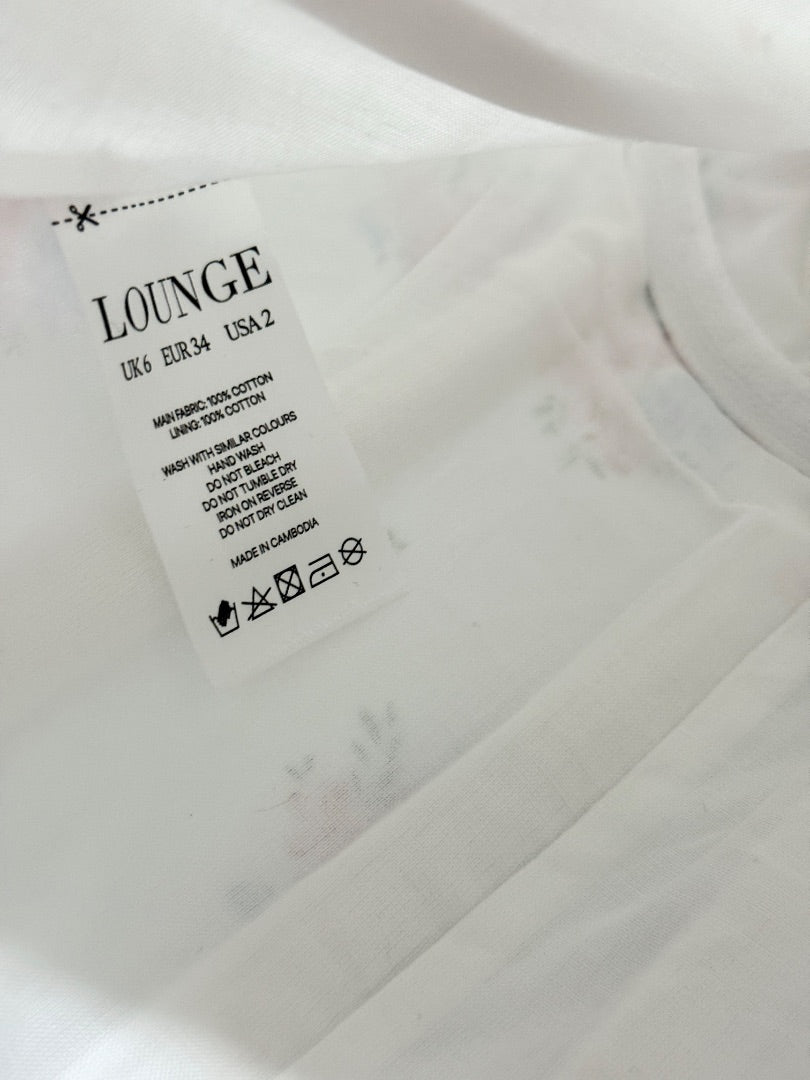 LOUNGE
UK6 EUR34 USA2
MAIN FABRIC: 100% COTTON
LINING: 100% COTTON
WASH WITH SIMILAR COLOURS
HAND WASH
DO NOT BLEACH
DO NOT TUMBLE DRY
IRON ON REVERSE
DO NOT DRY CLEAN
MADE IN CAMBODIA